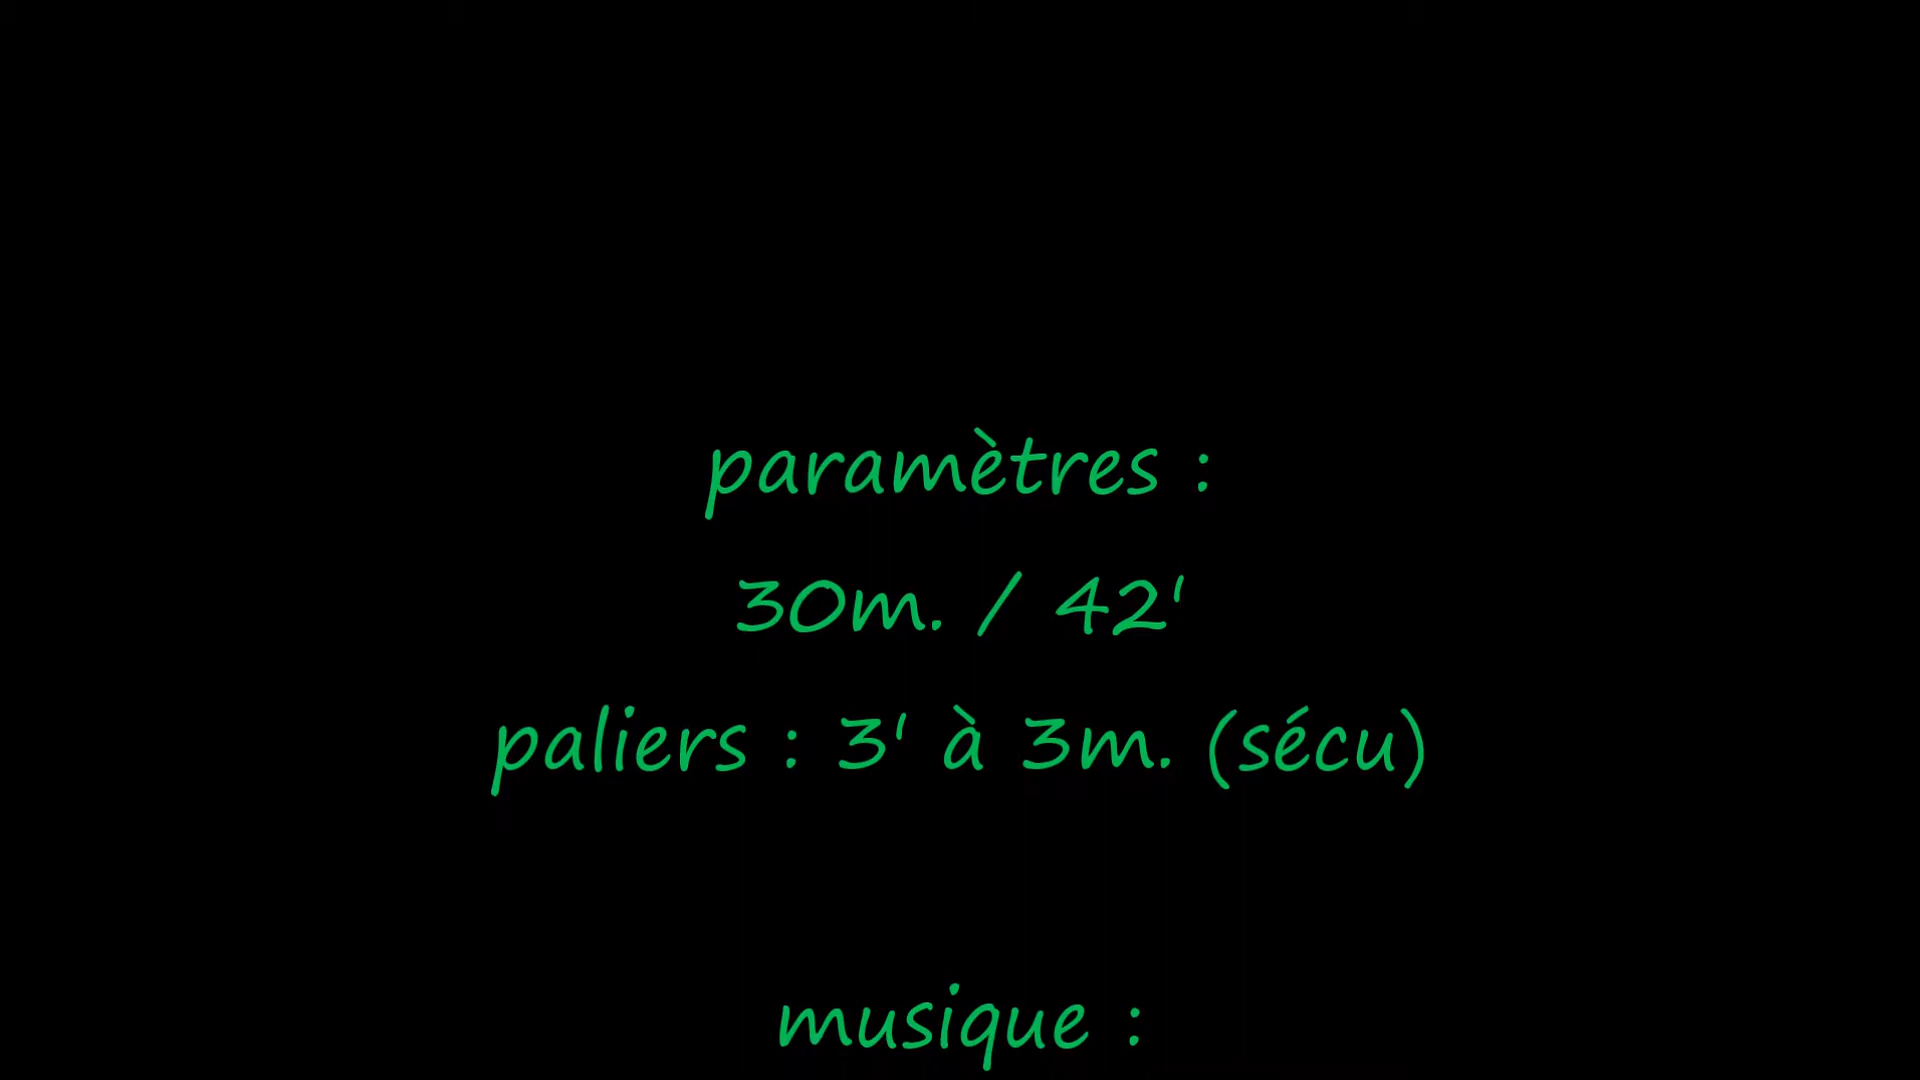 paramètres :
30m. / 42'
paliers : 3' à 3m. (sécu)
musique :